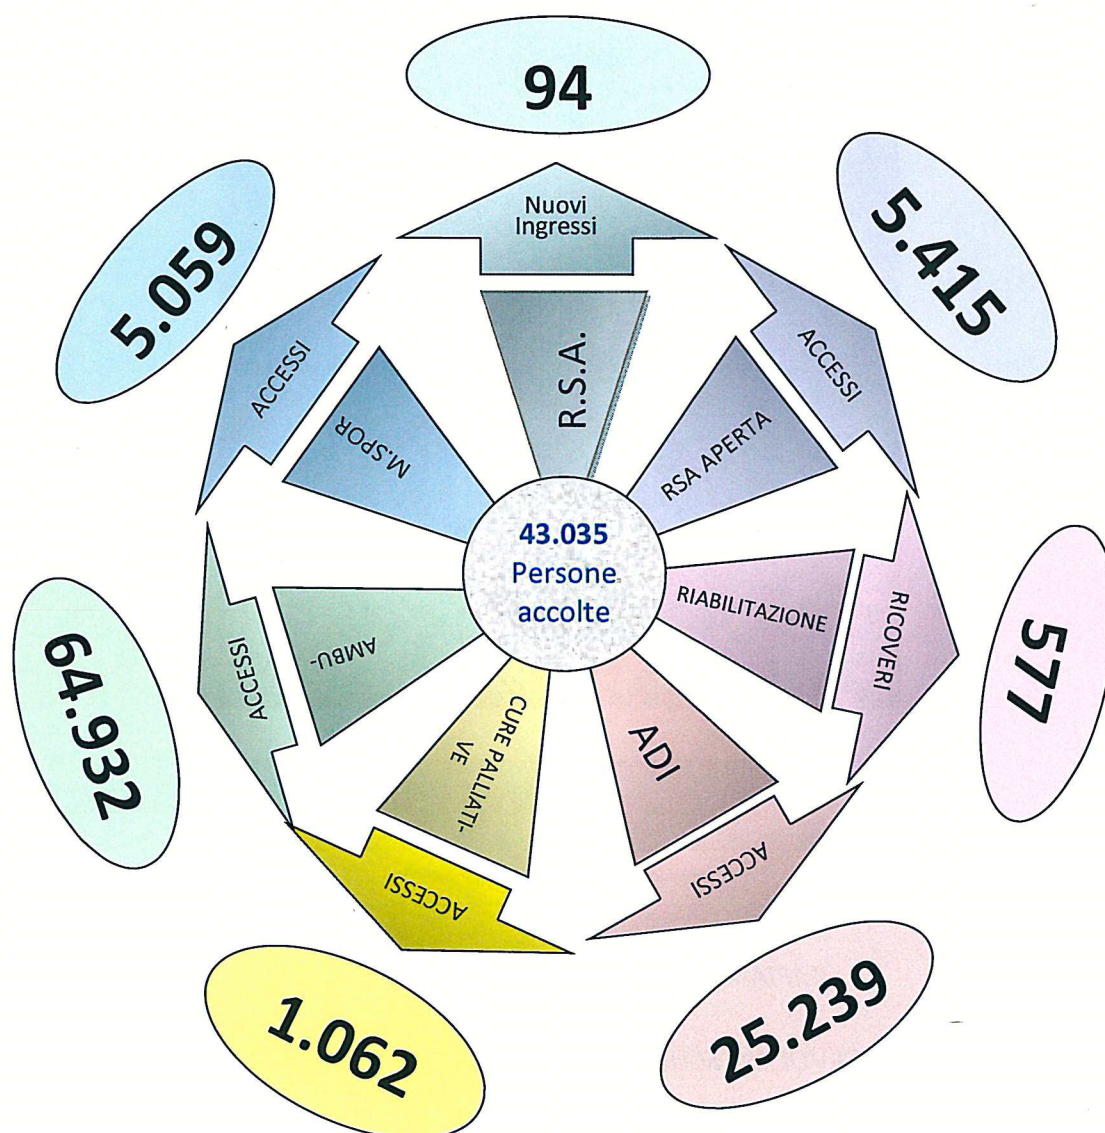 94
Nuovi
Ingressi
R.S.A.
5.415
ACCESSI
RSA APERTA
577
RICOVERI
RIABILITAZIONE
25.239
ACCESSI
ADI
1.062
ACCESSI
CURE PALLIATI-
VE
64.932
ACCESSI
AMBU-
5.059
ACCESSI
M.SPOR
43.035
Persone
accolte